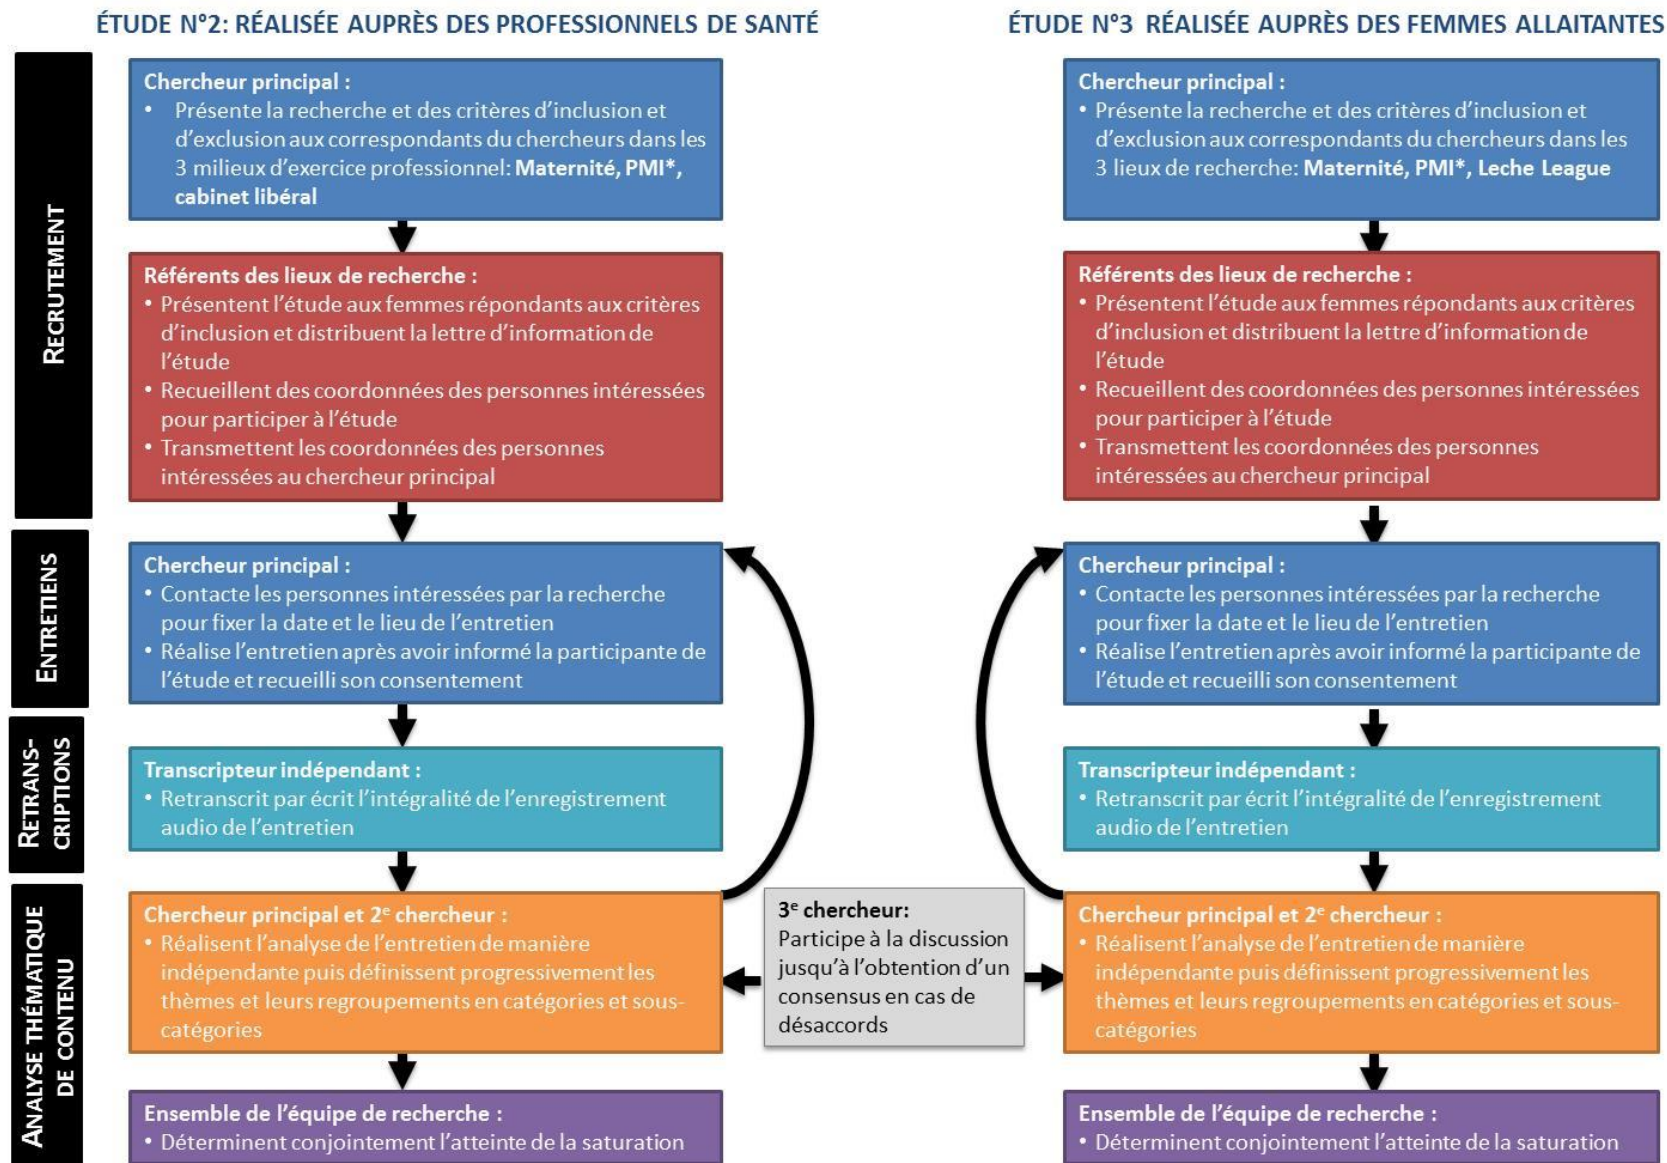 ÉTUDE N°2: RÉALISÉE AUPRÈS DES PROFESSIONNELS DE SANTÉ
RECRUTEMENT
Chercheur principal :
• Présente la recherche et des critères d'inclusion et
d'exclusion aux correspondants du chercheurs dans les
3 milieux d'exercice professionnel: Maternité, PMI*,
cabinet libéral
Référents des lieux de recherche :
• Présentent l'étude aux femmes répondants aux critères
d'inclusion et distribuent la lettre d'information de
l'étude
• Recueillent des coordonnées des personnes intéressées
pour participer à l'étude
• Transmettent les coordonnées des personnes
intéressées au chercheur principal
ENTRETIENS
Chercheur principal :
• Contacte les personnes intéressées par la recherche
pour fixer la date et le lieu de l'entretien
• Réalise l'entretien après avoir informé la participante de
l'étude et recueilli son consentement
RETRANS-
CRIPTIONS
Transcripteur indépendant :
• Retranscrit par écrit l'intégralité de l'enregistrement
audio de l'entretien
ANALYSE THÉMATIQUE
DE CONTENU
Chercheur principal et 2e chercheur :
• Réalisent l'analyse de l'entretien de manière
indépendante puis définissent progressivement les
thèmes et leurs regroupements en catégories et sous-
catégories
Ensemble de l'équipe de recherche :
• Déterminent conjointement l'atteinte de la saturation
3e chercheur:
Participe à la discussion
jusqu'à l'obtention d'un
consensus en cas de
désaccords
ÉTUDE N°3 RÉALISÉE AUPRÈS DES FEMMES ALLAITANTES
Chercheur principal :
• Présente la recherche et des critères d'inclusion et
d'exclusion aux correspondants du chercheurs dans les
3 lieux de recherche: Maternité, PMI*, Leche League
Référents des lieux de recherche :
• Présentent l'étude aux femmes répondants aux critères
d'inclusion et distribuent la lettre d'information de
l'étude
• Recueillent des coordonnées des personnes intéressées
pour participer à l'étude
• Transmettent les coordonnées des personnes
intéressées au chercheur principal
Chercheur principal :
• Contacte les personnes intéressées par la recherche
pour fixer la date et le lieu de l'entretien
• Réalise l'entretien après avoir informé la participante de
l'étude et recueilli son consentement
Transcripteur indépendant :
• Retranscrit par écrit l'intégralité de l'enregistrement
audio de l'entretien
Chercheur principal et 2e chercheur :
• Réalisent l'analyse de l'entretien de manière
indépendante puis définissent progressivement les
thèmes et leurs regroupements en catégories et sous-
catégories
Ensemble de l'équipe de recherche :
• Déterminent conjointement l'atteinte de la saturation